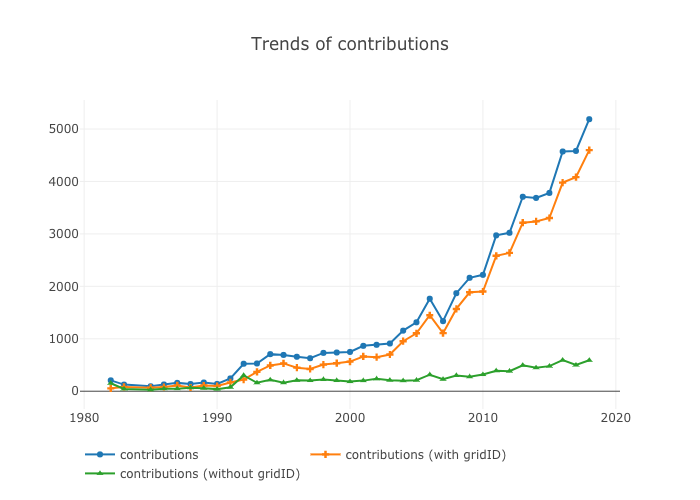 Trends of contributions
5000
4000
3000
2000
1000
0
1980 1990 2000 2010 2020
contributions contributions (with gridID)
contributions (without gridID)